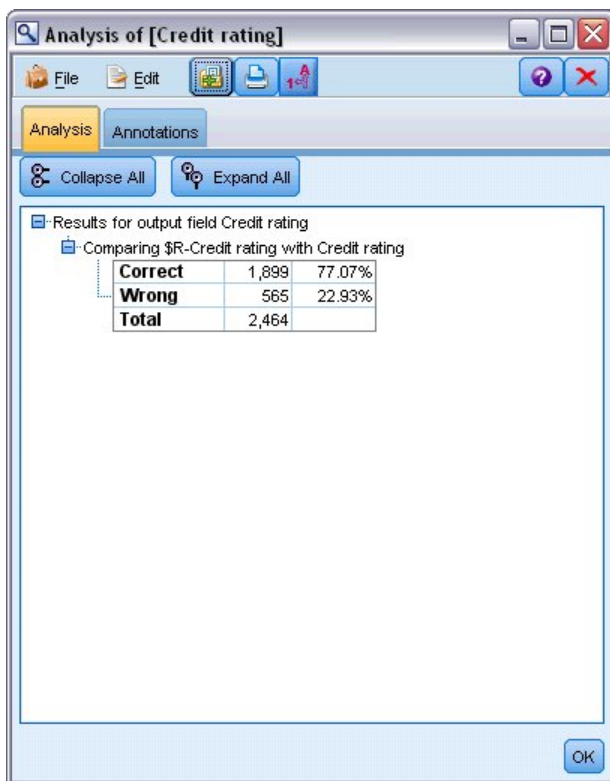 Analysis of [Credit rating]
File Edit
Analysis Annotations
Collapse All Expand All
Results for output field Credit rating
Comparing $R-Credit rating with Credit rating
Correct 1,899 77.07%
Wrong 565 22.93%
Total 2,464
OK